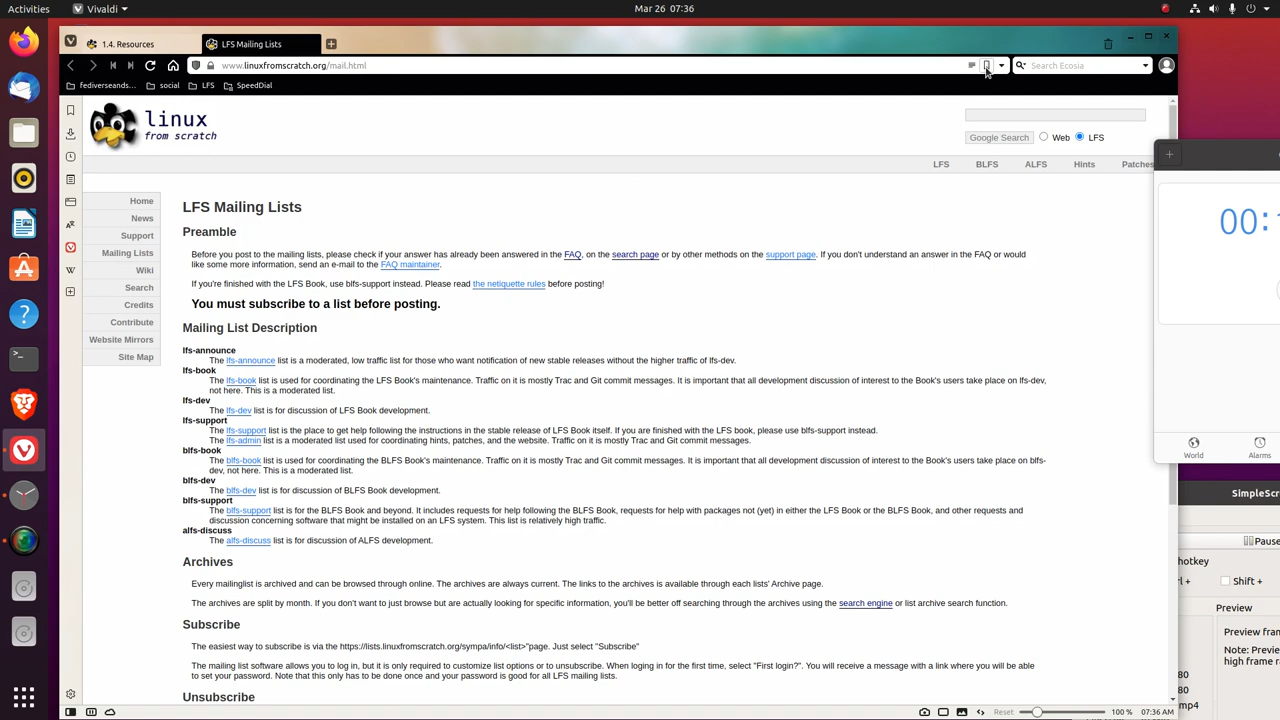 Activities
Vivaldi
Mar 26 07:36
1.4. Resources
LFS Mailing Lists
www.linuxfromscratch.org/mail.html
Search Ecosia
fediverseands...
social
LFS
SpeedDial
linux
from scratch
Google Search
Web
LFS
LFS
BLFS
ALFS
Hints
Patches
Home
News
Support
Mailing Lists
Wiki
Search
Credits
Contribute
Website Mirrors
Site Map
LFS Mailing Lists
Preamble
Before you post to the mailing lists, please check if your answer has already been answered in the FAQ, on the search page or by other methods on the support page. If you don't understand an answer in the FAQ or would
like some more information, send an e-mail to the FAQ maintainer.
If you're finished with the LFS Book, use blfs-support instead. Please read the netiquette rules before posting!
You must subscribe to a list before posting.
Mailing List Description
lfs-announce
The lfs-announce list is a moderated, low traffic list for those who want notification of new stable releases without the higher traffic of lfs-dev.
lfs-book
The lfs-book list is used for coordinating the LFS Book's maintenance. Traffic on it is mostly Trac and Git commit messages. It is important that all development discussion of interest to the Book's users take place on lfs-dev,
not here. This is a moderated list.
lfs-dev
The lfs-dev list is for discussion of LFS Book development.
lfs-support
The lfs-support list is the place to get help following the instructions in the stable release of LFS Book itself. If you are finished with the LFS book, please use blfs-support instead.
The lfs-admin list is a moderated list used for coordinating hints, patches, and the website. Traffic on it is mostly Trac and Git commit messages.
blfs-book
The blfs-book list is used for coordinating the BLFS Book's maintenance. Traffic on it is mostly Trac and Git commit messages. It is important that all development discussion of interest to the Book's users take place on blfs-
dev, not here. This is a moderated list.
blfs-dev
The blfs-dev list is for discussion of BLFS Book development.
blfs-support
The blfs-support list is for the BLFS Book and beyond. It includes requests for help following the BLFS Book, requests for help with packages not (yet) in either the LFS Book or the BLFS Book, and other requests and
discussion concerning software that might be installed on an LFS system. This list is relatively high traffic.
alfs-discuss
The alfs-discuss list is for discussion of ALFS development.
Archives
Every mailinglist is archived and can be browsed through online. The archives are always current. The links to the archives is available through each lists' Archive page.
The archives are split by month. If you don't want to just browse but are actually looking for specific information, you'll be better off searching through the archives using the search engine or list archive search function.
Subscribe
The easiest way to subscribe is via the https://lists.linuxfromscratch.org/sympa/info/<list>"page. Just select "Subscribe"
The mailing list software allows you to log in, but it is only required to customize list options or to unsubscribe. When loging in for the first time, select "First login?". You will receive a message with a link where you will be able
to set your password. Note that this only has to be done once and your password is good for all LFS mailing lists.
Unsubscribe
Reset
100 %
07:36 AM
00:
World
Alarms
SimpleScr
Pause
hotkey
rl +
Shift +
Preview
Preview fram
Note: Previe
high frame ra
80
80
mp4